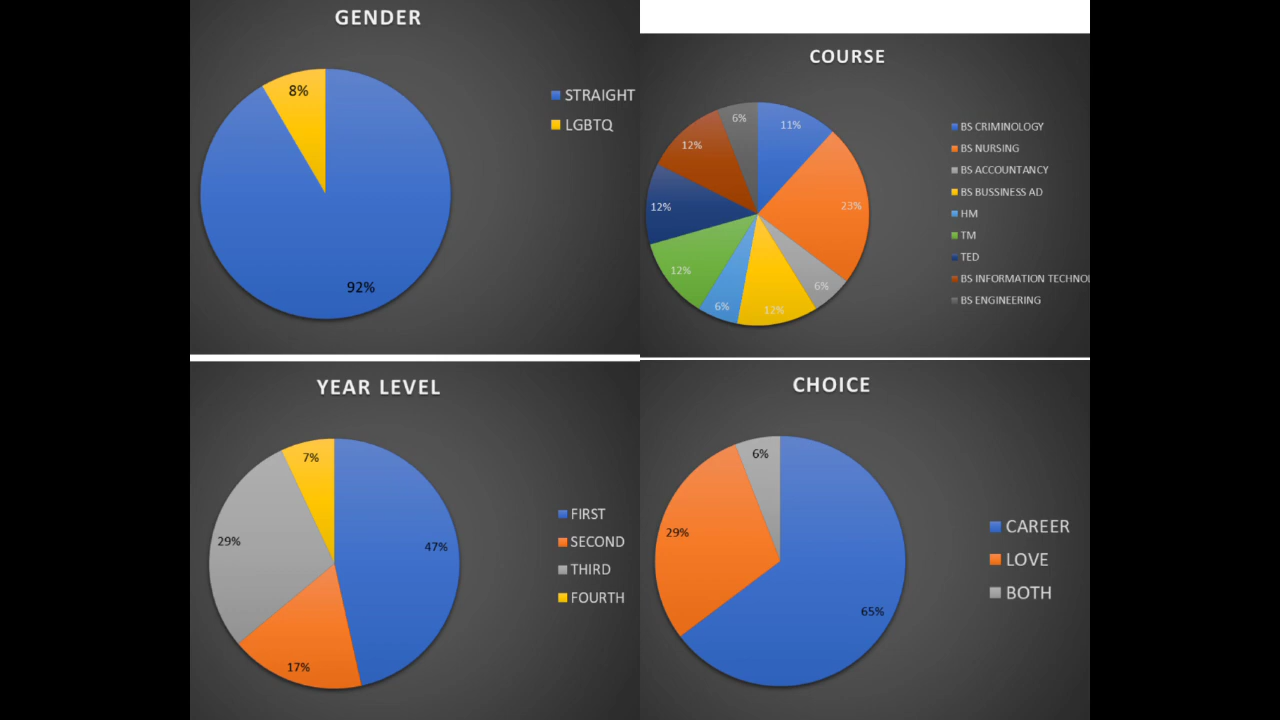 GENDER
8%
92%
STRAIGHT
LGBTQ
COURSE
11%
23%
6%
12%
6%
12%
12%
12%
6%
BS CRIMINOLOGY
BS NURSING
BS ACCOUNTANCY
BS BUSSINESS AD
HM
TM
TED
BS INFORMATION TECHNO
BS ENGINEERING
YEAR LEVEL
47%
17%
29%
7%
FIRST
SECOND
THIRD
FOURTH
CHOICE
65%
29%
6%
CAREER
LOVE
BOTH